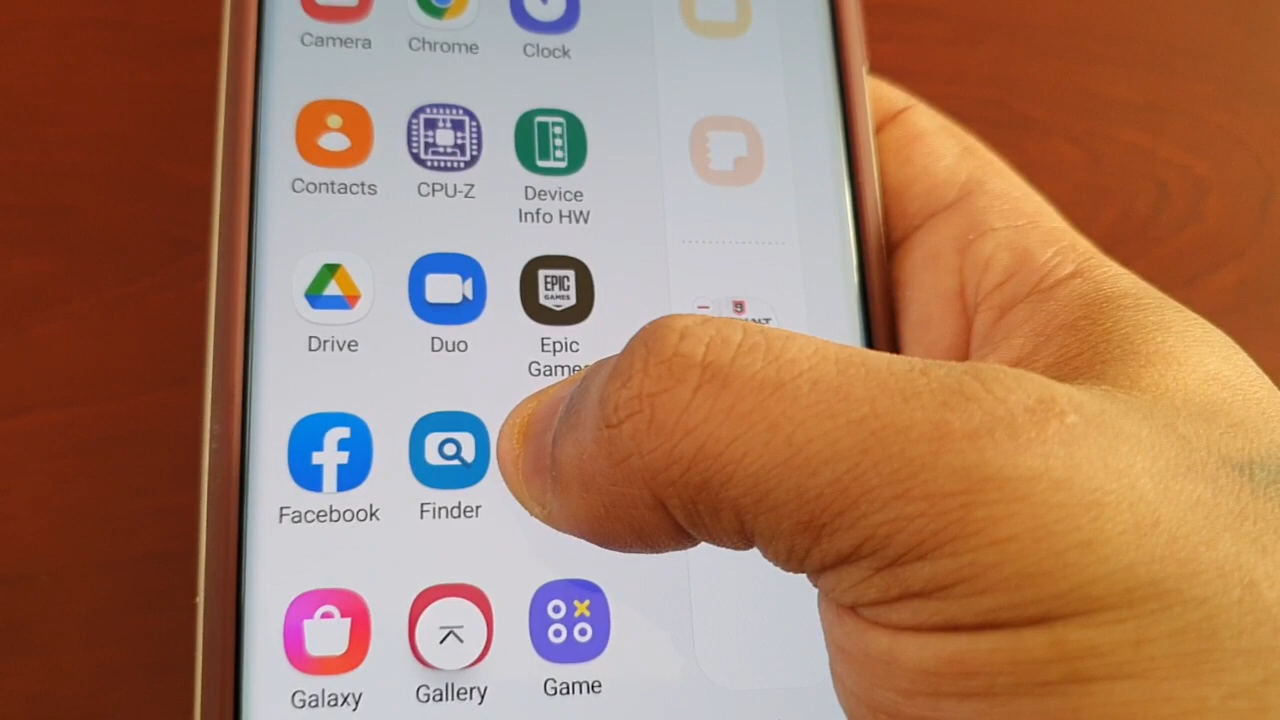 Camera
Chrome
Clock
Contacts
CPU-Z
Device
Info HW
Drive
Duo
EPIC
GAMES
Epic
Games
f
Facebook
Finder
9
Galaxy
Gallery
Game